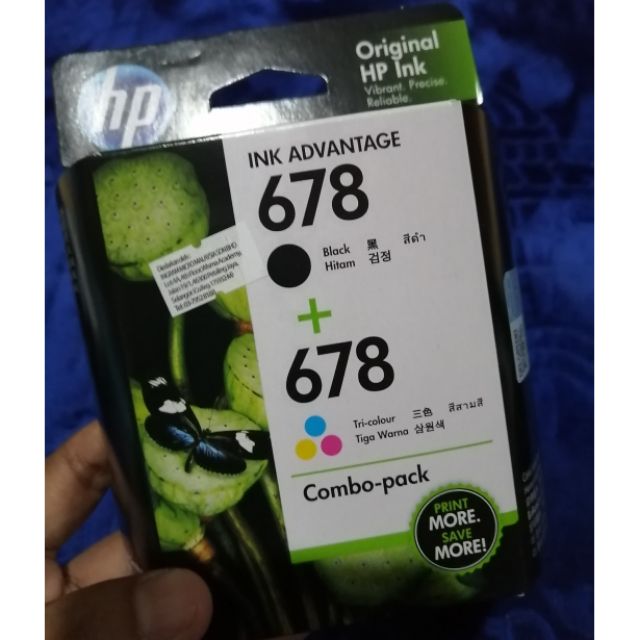 hp
Original
HP Ink
Vibrant. Precise.
Reliable.
INK ADVANTAGE
678
Black 黑 สีดำ
Hitam 검정
+
678
Tri-colour 三色 สีสามสี
Tiga Warna 삼원색
Combo-pack
PRINT
MORE.
SAVE
MORE!